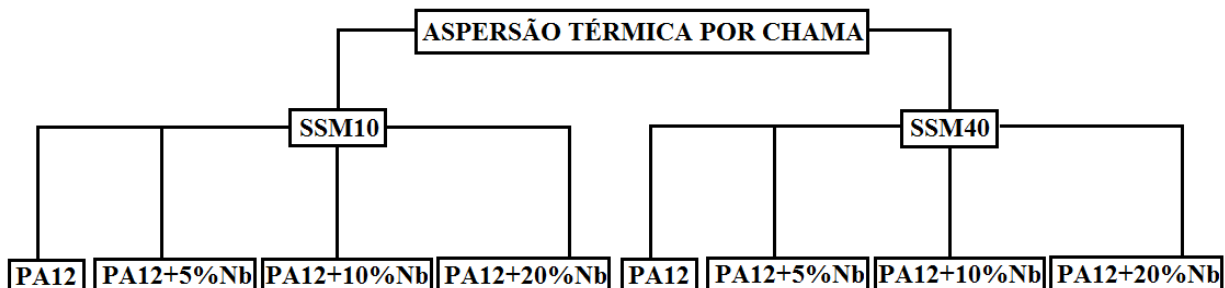 ASPERSÃO TÉRMICA POR CHAMA
SSM10
SSM40
PA12
PA12+5%Nb
PA12+10%Nb
PA12+20%Nb
PA12
PA12+5%Nb
PA12+10%Nb
PA12+20%Nb